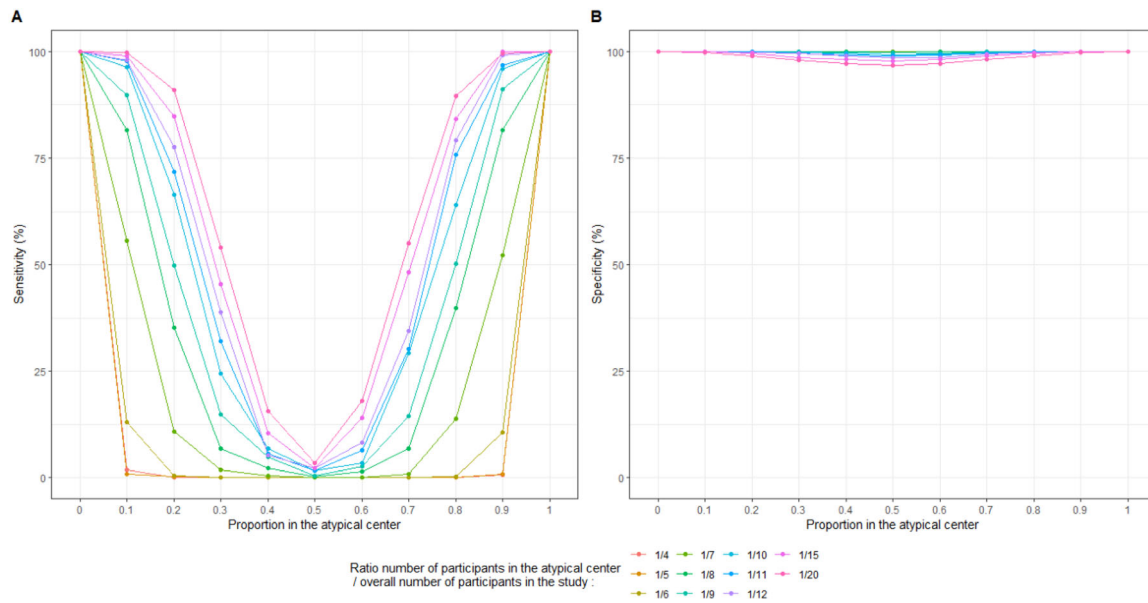 A
B
Sensitivity (%)
100
75
50
25
0
0 0.1 0.2 0.3 0.4 0.5 0.6 0.7 0.8 0.9 1
Proportion in the atypical center
Specificity (%)
100
75
50
25
0
0 0.1 0.2 0.3 0.4 0.5 0.6 0.7 0.8 0.9 1
Proportion in the atypical center
Ratio number of participants in the atypical center
/ overall number of participants in the study :
1/4 1/7 1/10 1/15
1/5 1/8 1/11 1/20
1/6 1/9 1/12